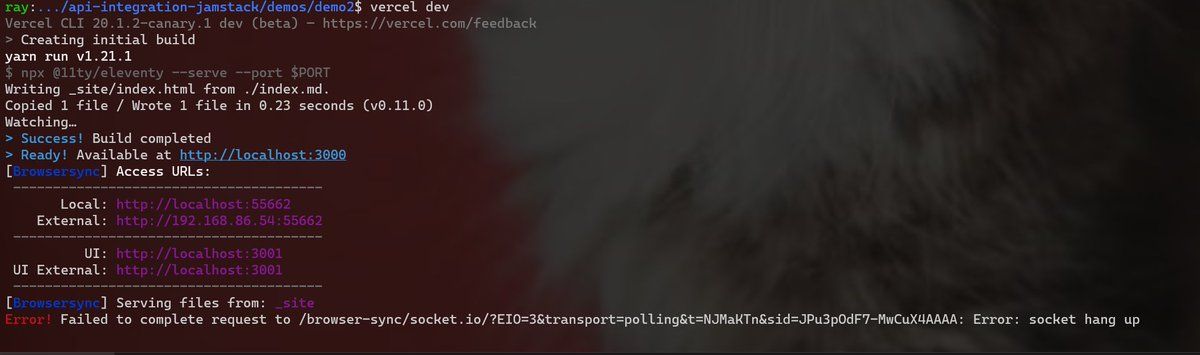 ray:.../api-integration-jamstack/demos/demo2$ vercel dev
Vercel CLI 20.1.2-canary.1 dev (beta) — https://vercel.com/feedback
> Creating initial build
yarn run v1.21.1
$ npx @11ty/eleventy --serve --port $PORT
Writing _site/index.html from ./index.md.
Copied 1 file / Wrote 1 file in 0.23 seconds (v0.11.0)
Watching…
> Success! Build completed
> Ready! Available at http://localhost:3000
[Browsersync] Access URLs:
--------------------------------------
Local: http://localhost:55662
External: http://192.168.86.54:55662
--------------------------------------
UI: http://localhost:3001
UI External: http://localhost:3001
--------------------------------------
[Browsersync] Serving files from: _site
Error! Failed to complete request to /browser-sync/socket.io/?EIO=3&transport=polling&t=NJMaKTn&sid=JPu3pOdF7-MwCuX4AAAA: Error: socket hang up